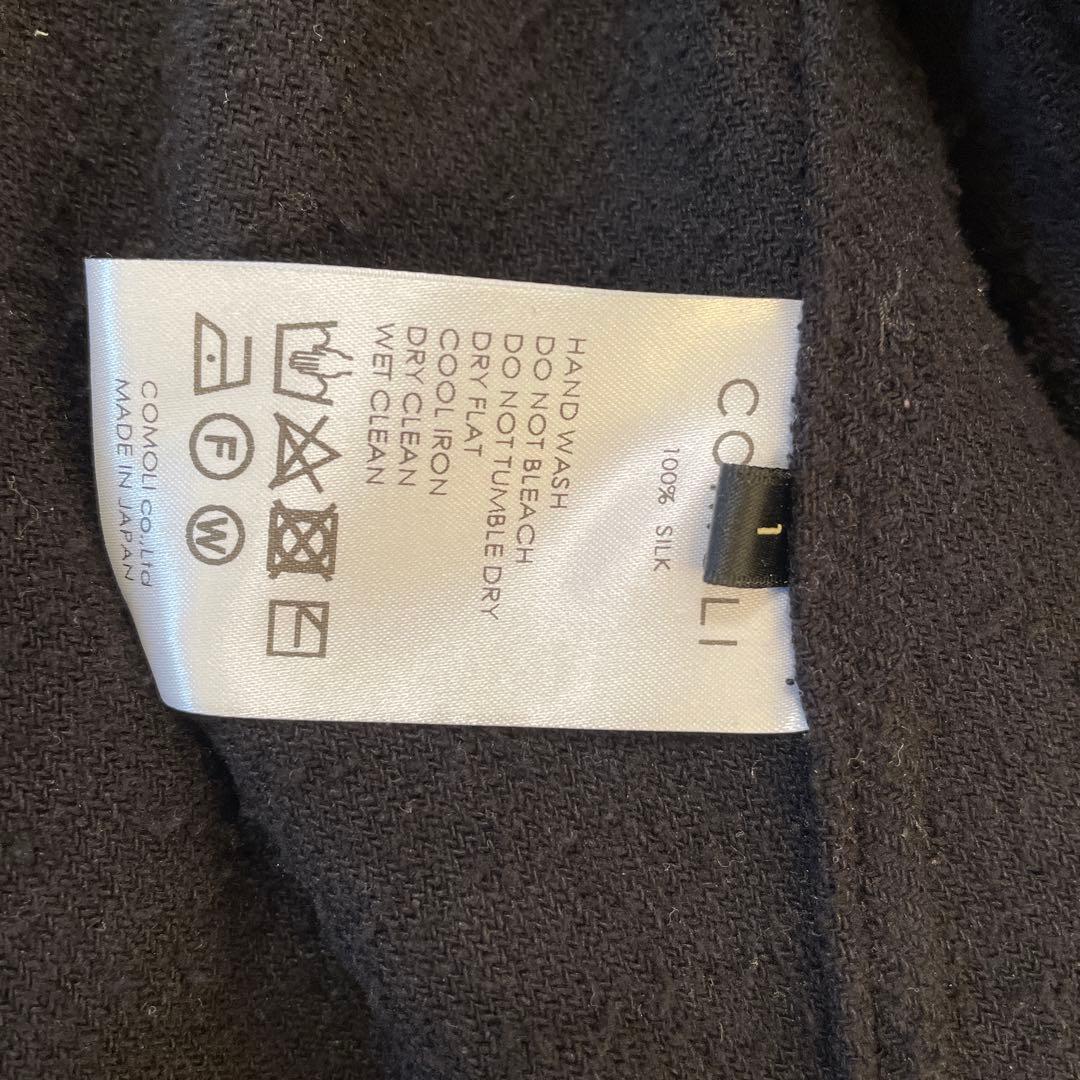 CO LI
1
100% SILK
HAND WASH
DO NOT BLEACH
DO NOT TUMBLE DRY
DRY FLAT
COOL IRON
DRY CLEAN
WET CLEAN
F
W
COMOLI co.,Ltd
MADE IN JAPAN